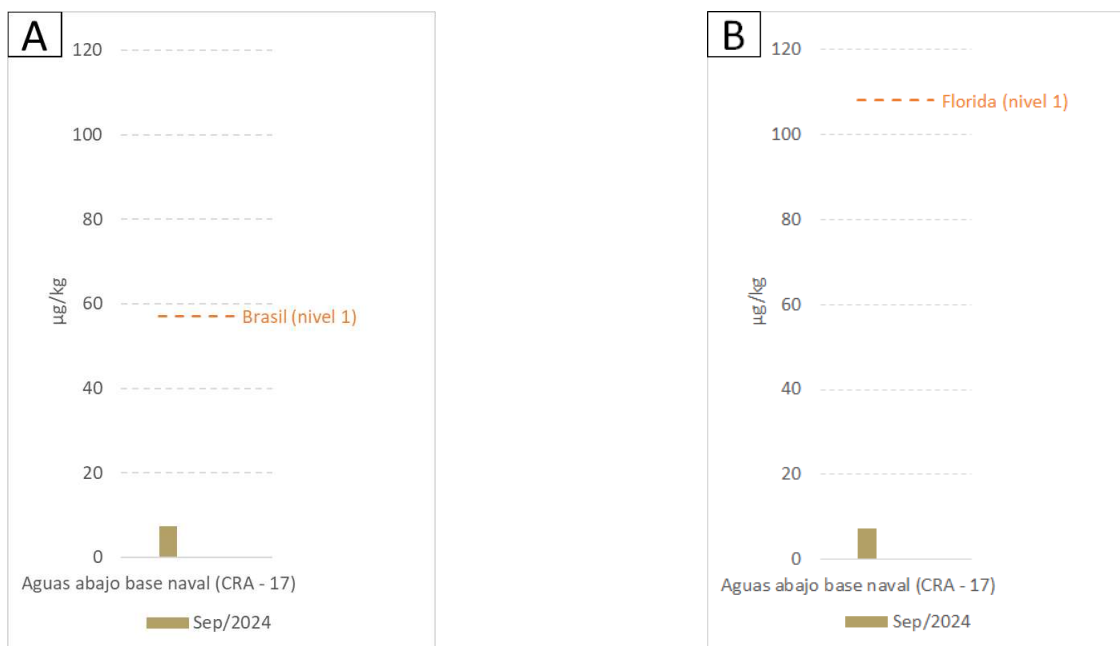 A
120
100
80
60
40
20
0
µg/kg
Brasil (nivel 1)
Aguas abajo base naval (CRA - 17)
Sep/2024
B
120
100
80
60
40
20
0
µg/kg
Florida (nivel 1)
Aguas abajo base naval (CRA - 17)
Sep/2024